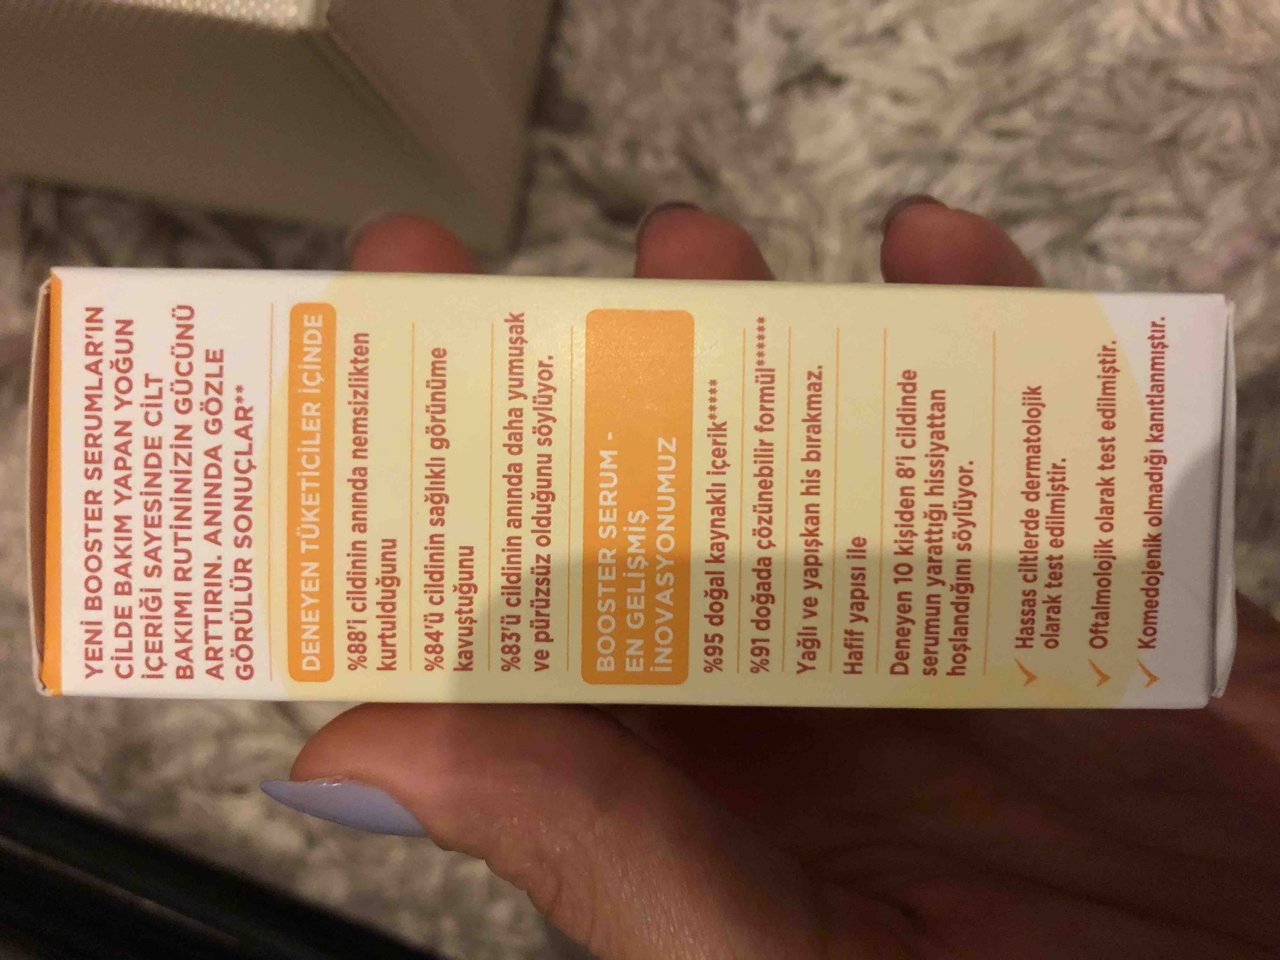 YENİ BOOSTER SERUMLAR'IN
CİLDE BAKIM YAPAN YOĞUN
İÇERİĞİ SAYESİNDE CİLT
BAKIMI RUTİNİNİZİN GÜCÜNÜ
ARTTIRIN. ANINDA GÖZLE
GÖRÜLÜR SONUÇLAR**
DENEYEN TÜKETİCİLER İÇİNDE
%88'i cildinin anında nemsizlikten
kurtulduğunu
%84'ü cildinin sağlıklı görünüme
kavuştuğunu
%83'ü cildinin anında daha yumuşak
ve pürüzsüz olduğunu söylüyor.
BOOSTER SERUM -
EN GELİŞMİŞ
İNOVASYONUMUZ
%95 doğal kaynaklı içerik****
%91 doğada çözünebilir formül*****
Yağlı ve yapışkan his bırakmaz.
Hafif yapısı ile
Deneyen 10 kişiden 8'i cildinde
serumun yarattığı hissiyattan
hoşlandığını söylüyor.
Hassas ciltlerde dermatolojik
olarak test edilmiştir.
Oftalmolojik olarak test edilmiştir.
Komedojenik olmadığı kanıtlanmıştır.